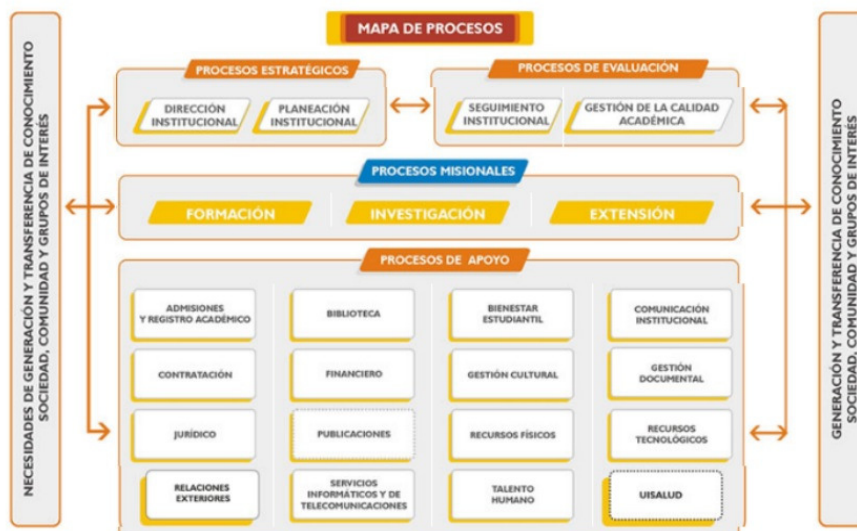 MAPA DE PROCESOS
NECESIDADES DE GENERACIÓN Y TRANSFERENCIA DE CONOCIMIENTO
SOCIEDAD, COMUNIDAD Y GRUPOS DE INTERÉS
PROCESOS ESTRATÉGICOS
DIRECCIÓN
INSTITUCIONAL
PLANEACIÓN
INSTITUCIONAL
PROCESOS DE EVALUACIÓN
SEGUIMIENTO
INSTITUCIONAL
GESTIÓN DE LA CALIDAD
ACADÉMICA
PROCESOS MISIONALES
FORMACIÓN
INVESTIGACIÓN
EXTENSIÓN
PROCESOS DE APOYO
ADMISIONES
Y REGISTRO ACADÉMICO
BIBLIOTECA
BIENESTAR
ESTUDIANTIL
COMUNICACIÓN
INSTITUCIONAL
CONTRATACIÓN
FINANCIERO
GESTIÓN CULTURAL
GESTIÓN
DOCUMENTAL
JURÍDICO
PUBLICACIONES
RECURSOS FÍSICOS
RECURSOS
TECNOLÓGICOS
RELACIONES
EXTERIORES
SERVICIOS
INFORMÁTICOS Y DE
TELECOMUNICACIONES
TALENTO
HUMANO
UISALUD
GENERACIÓN Y TRANSFERENCIA DE CONOCIMIENTO
SOCIEDAD, COMUNIDAD Y GRUPOS DE INTERÉS